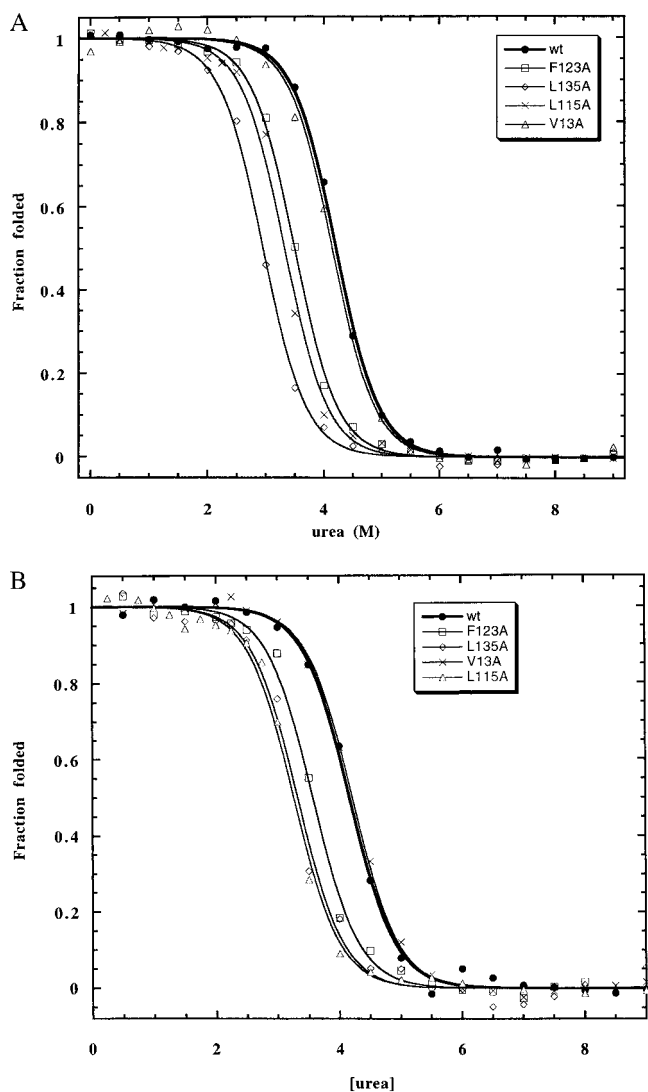 A
1
0.8
0.6
0.4
0.2
0
Fraction folded
wt
F123A
L135A
L115A
V13A
0
2
4
6
8
urea (M)
B
1
0.8
0.6
0.4
0.2
0
Fraction folded
wt
F123A
L135A
V13A
L115A
0
2
4
6
8
[urea]